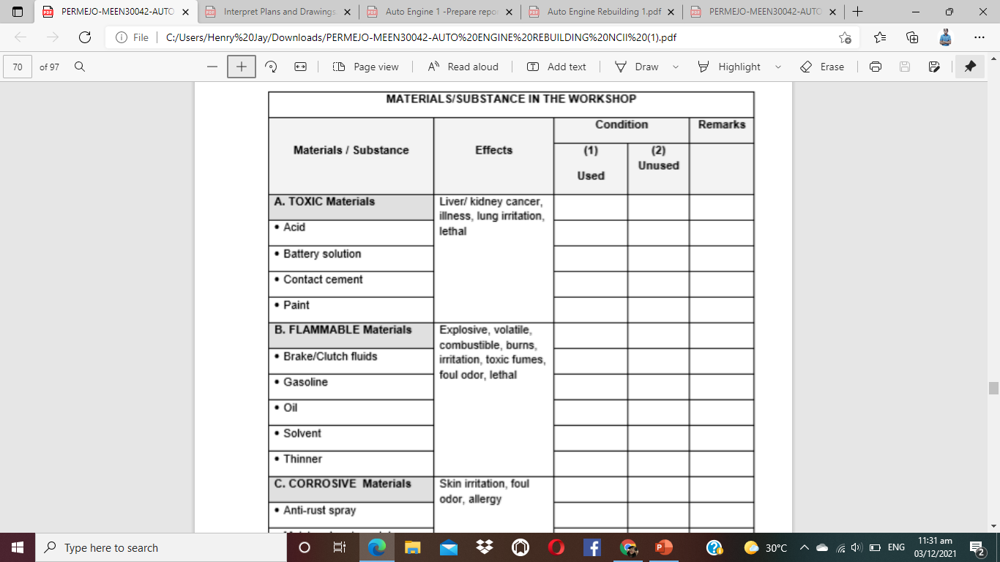 PERMEJO-MEEN30042-AUTO
Interpret Plans and Drawings
Auto Engine 1 -Prepare repo
Auto Engine Rebuilding 1.pdf
PERMEJO-MEEN30042-AUTO
File
C:/Users/Henry%20Jay/Downloads/PERMEJO-MEEN30042-AUTO%20ENGINE%20REBUILDING%20NCII%20(1).pdf
70 of 97
Page view
Read aloud
Add text
Draw
Highlight
Erase
MATERIALS/SUBSTANCE IN THE WORKSHOP
Materials / Substance
Effects
Condition
Remarks
(1)
Used
(2)
Unused
A. TOXIC Materials
Liver/ kidney cancer,
illness, lung irritation,
lethal
• Acid
• Battery solution
• Contact cement
• Paint
B. FLAMMABLE Materials
Explosive, volatile,
combustible, burns,
irritation, toxic fumes,
foul odor, lethal
• Brake/Clutch fluids
• Gasoline
• Oil
• Solvent
• Thinner
C. CORROSIVE Materials
Skin irritation, foul
odor, allergy
• Anti-rust spray
Type here to search
30°C
ENG
11:31 am
03/12/2021
2